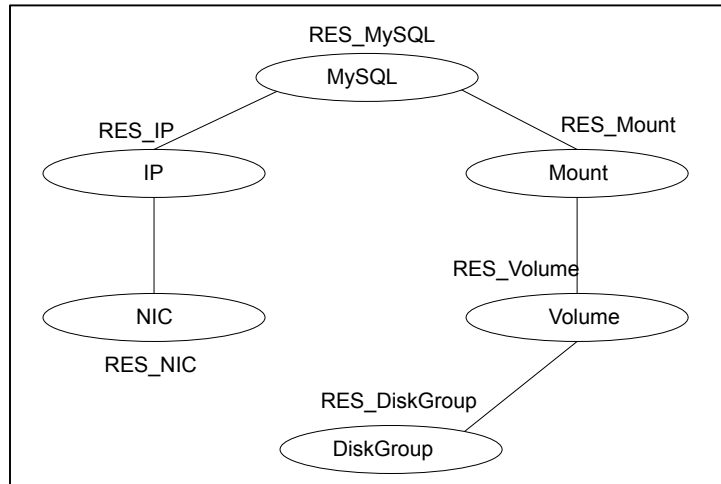 RES_MySQL
MySQL
RES_IP
RES_Mount
IP
Mount
RES_Volume
NIC
Volume
RES_NIC
RES_DiskGroup
DiskGroup